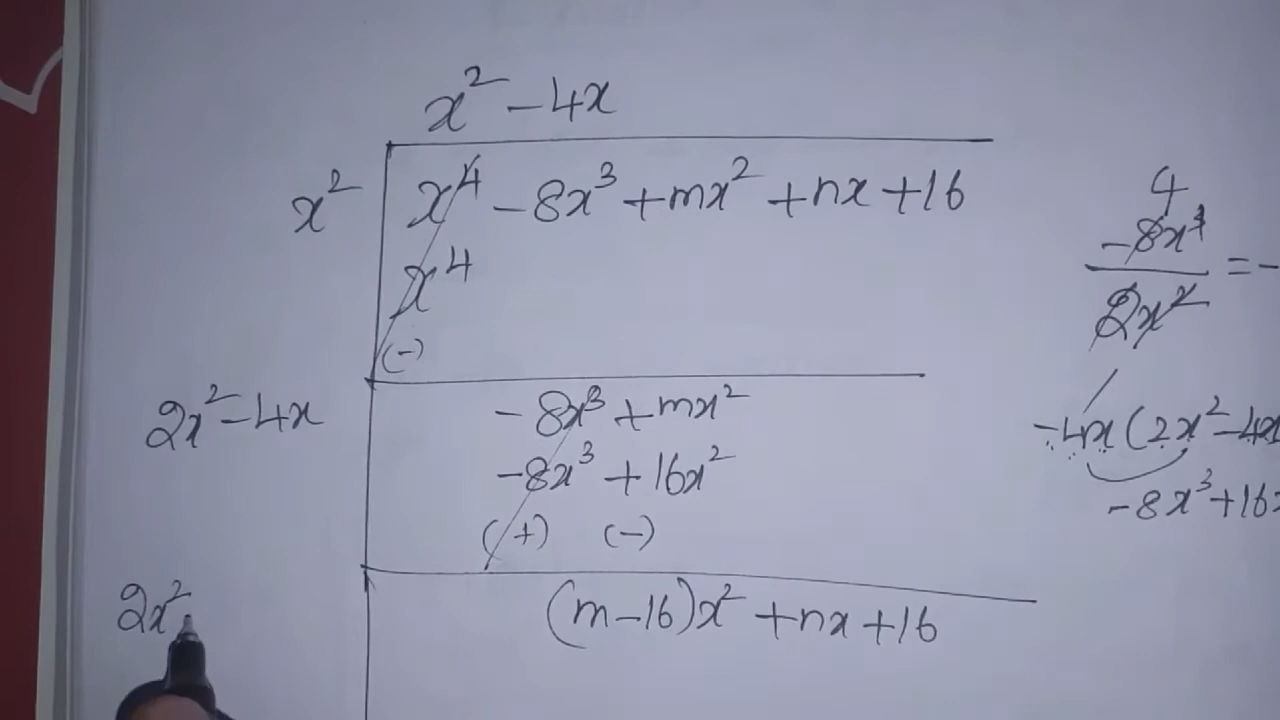 x² - 4x
x² x⁴ - 8x³ + mx² + nx + 16
x⁴
(-)
2x² - 4x -8x³ + mx²
-8x³ + 16x²
(+) (-)
2x² (m-16)x² + nx + 16
4
-8x³
2x²
= -
-4x(2x² - 4x
-8x³ + 16